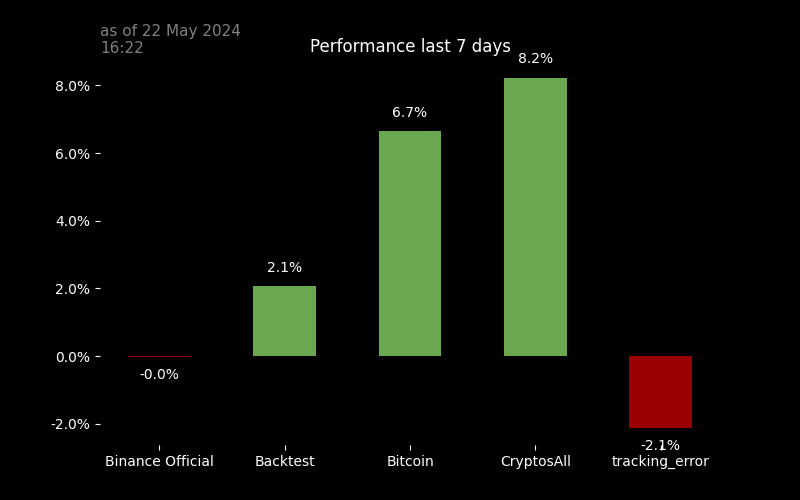 as of 22 May 2024
16:22
Performance last 7 days
8.2%
8.0%
6.7%
6.0%
4.0%
2.1%
2.0%
0.0%
-0.0%
-2.0%
-2.1%
Binance Official
Backtest
Bitcoin
CryptosAll
tracking_error